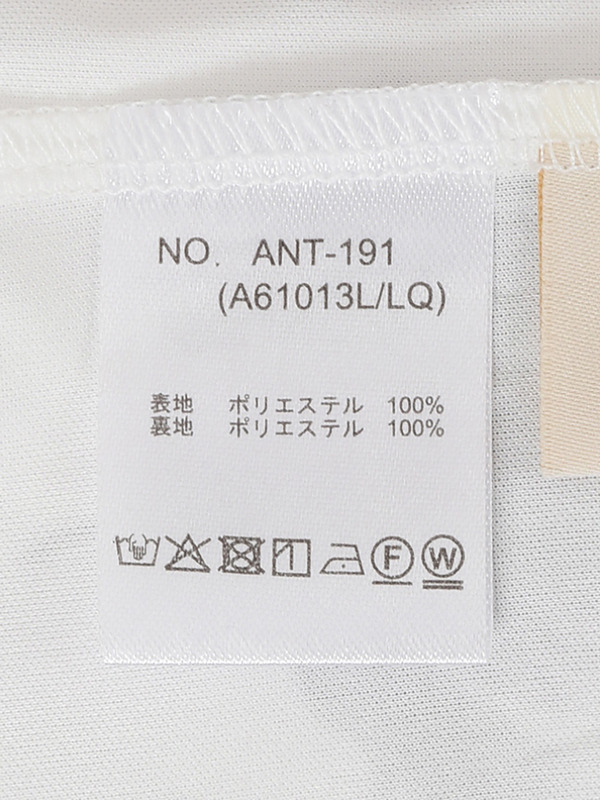 NO. ANT-191
(A61013L/LQ)
表地 ポリエステル 100%
裏地 ポリエステル 100%
F W